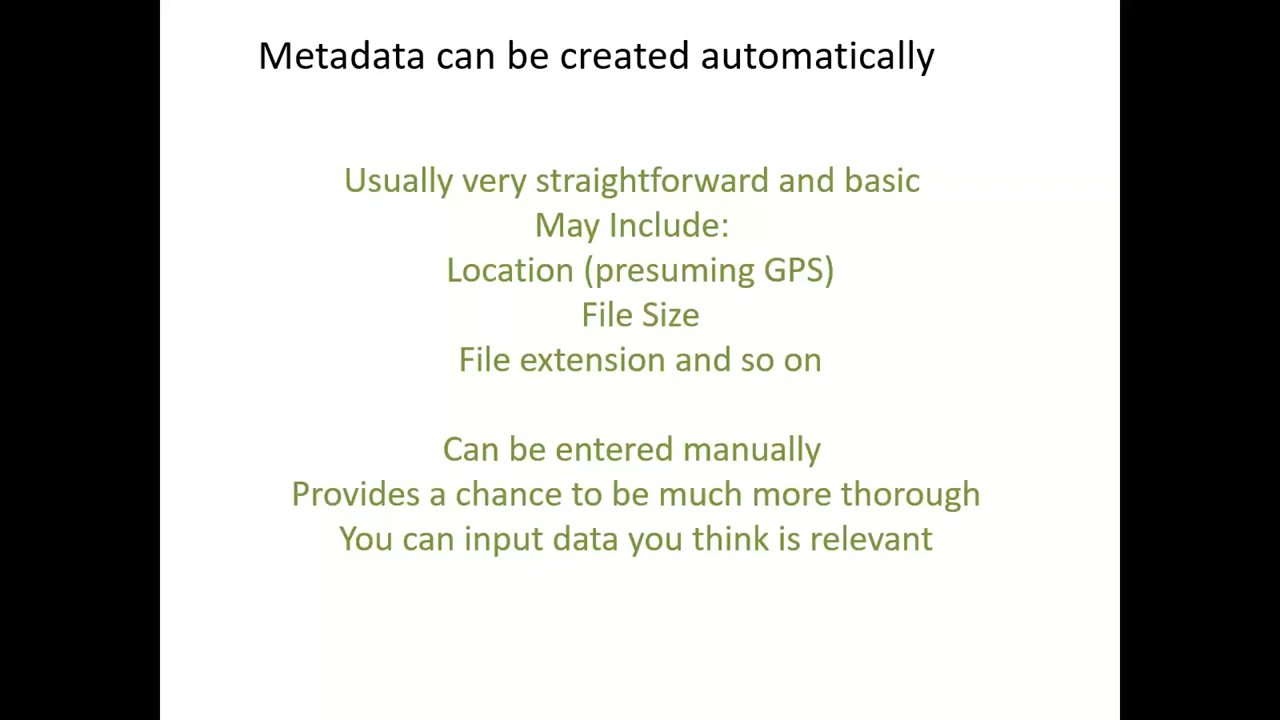 Metadata can be created automatically
Usually very straightforward and basic
May Include:
Location (presuming GPS)
File Size
File extension and so on
Can be entered manually
Provides a chance to be much more thorough
You can input data you think is relevant